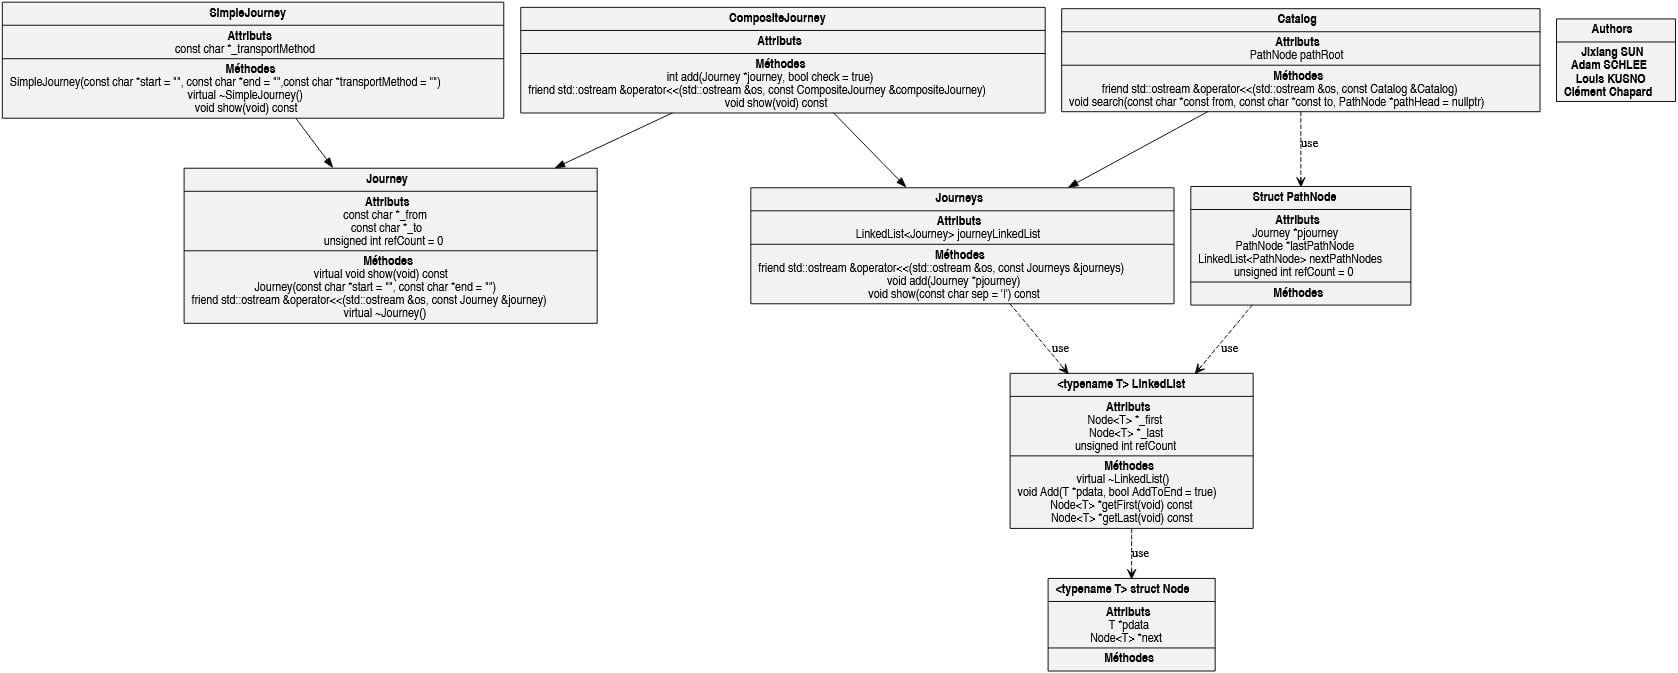 SimpleJourney
Attributs
const char *_transportMethod
Méthodes
SimpleJourney(const char *start = "", const char *end = "",const char *transportMethod = "")
virtual ~SimpleJourney()
void show(void) const
CompositeJourney
Attributs
Méthodes
int add(Journey *journey, bool check = true)
friend std::ostream &operator<<(std::ostream &os, const CompositeJourney &compositeJourney)
void show(void) const
Catalog
Attributs
PathNode pathRoot
Méthodes
friend std::ostream &operator<<(std::ostream &os, const Catalog &Catalog)
void search(const char *const from, const char *const to, PathNode *pathHead = nullptr)
Authors
Jixiang SUN
Adam SCHLEE
Louis KUSNO
Clément Chapard
use
Journey
Attributs
const char *_from
const char *_to
unsigned int refCount = 0
Méthodes
virtual void show(void) const
Journey(const char *start = "", const char *end = "")
friend std::ostream &operator<<(std::ostream &os, const Journey &journey)
virtual ~Journey()
Journeys
Attributs
LinkedList<Journey> journeyLinkedList
Méthodes
friend std::ostream &operator<<(std::ostream &os, const Journeys &journeys)
void add(Journey *pjourney)
void show(const char sep = '|') const
Struct PathNode
Attributs
Journey *pjourney
PathNode *lastPathNode
LinkedList<PathNode> nextPathNodes
unsigned int refCount = 0
Méthodes
use
use
<typename T> LinkedList
Attributs
Node<T> *_first
Node<T> *_last
unsigned int refCount
Méthodes
virtual ~LinkedList()
void Add(T *pdata, bool AddToEnd = true)
Node<T> *getFirst(void) const
Node<T> *getLast(void) const
use
<typename T> struct Node
Attributs
T *pdata
Node<T> *next
Méthodes